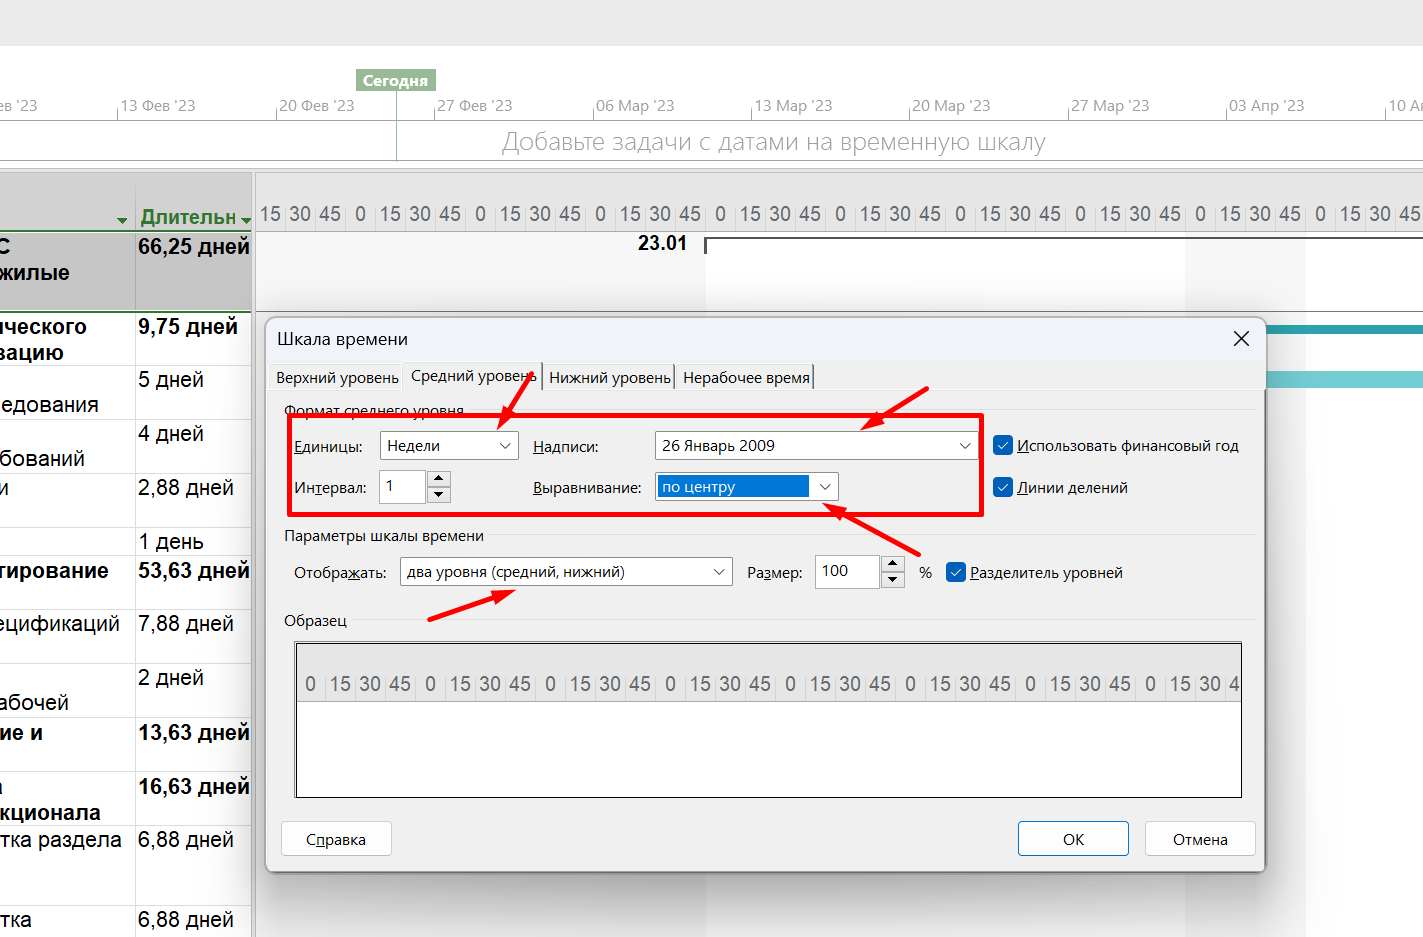 Сегодня
ев '23 13 Фев '23 20 Фев '23 27 Фев '23 06 Мар '23 13 Мар '23 20 Мар '23 27 Мар '23 03 Апр '23 10 Ап
Добавьте задачи с датами на временную шкалу
Длительн 15 30 45 0 15 30 45 0 15 30 45 0 15 30 45 0 15 30 45 0 15 30 45 0 15 30 45 0 15 30 45 0 15 30 45 0 15 30 45
С 66,25 дней 23.01
жилые
ического 9,75 дней
зацию
5 дней
едования
4 дней
бований
и 2,88 дней
1 день
тирование 53,63 дней
ецификаций 7,88 дней
2 дней
абочей
ие и 13,63 дней
а 16,63 дней
кционала
тка раздела 6,88 дней
тка 6,88 дней
Шкала времени
Верхний уровень Средний уровень Нижний уровень Нерабочее время
Формат среднего уровня
Единицы: Недели Надписи: 26 Январь 2009 Использовать финансовый год
Интервал: 1 Выравнивание: по центру Линии делений
Параметры шкалы времени
Отображать: два уровня (средний, нижний) Размер: 100 % Разделитель уровней
Образец
0 15 30 45 0 15 30 45 0 15 30 45 0 15 30 45 0 15 30 45 0 15 30 45 0 15 30 45 0 15 30 4
Справка ОК Отмена